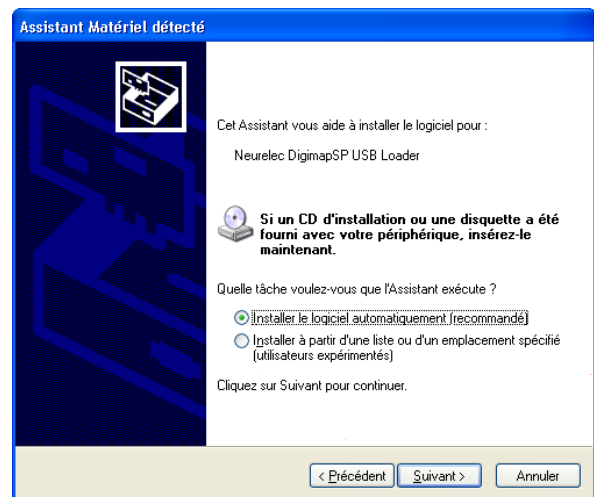 Assistant Matériel détecté
Cet Assistant vous aide à installer le logiciel pour :
Neurelec DigimapSP USB Loader
Si un CD d'installation ou une disquette a été
fourni avec votre périphérique, insérez-le
maintenant.
Quelle tâche voulez-vous que l'Assistant exécute ?
Installer le logiciel automatiquement (recommandé)
Installer à partir d'une liste ou d'un emplacement spécifié
(utilisateurs expérimentés)
Cliquez sur Suivant pour continuer.
< Précédent Suivant > Annuler